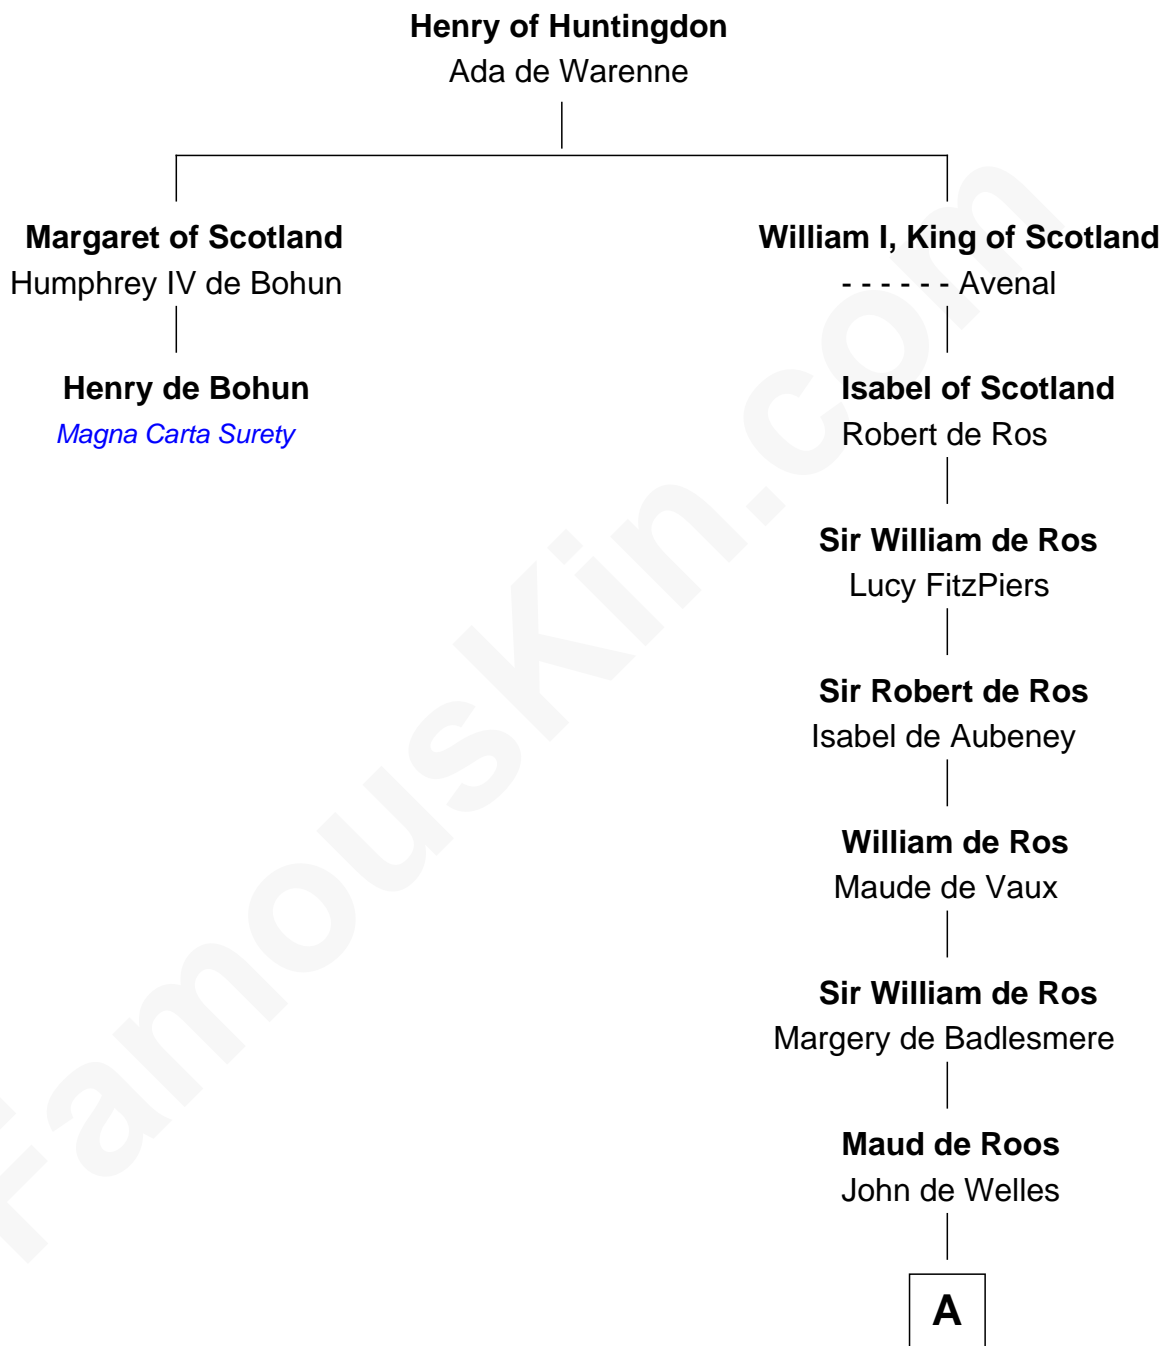 Henry of Huntingdon
Ada de Warenne
Margaret of Scotland
Humphrey IV de Bohun
Henry de Bohun
Magna Carta Surety
William I, King of Scotland
- - - - - - Avenal
Isabel of Scotland
Robert de Ros
Sir William de Ros
Lucy FitzPiers
Sir Robert de Ros
Isabel de Aubeney
William de Ros
Maude de Vaux
Sir William de Ros
Margery de Badlesmere
Maud de Roos
John de Welles
A
FamousKin.com